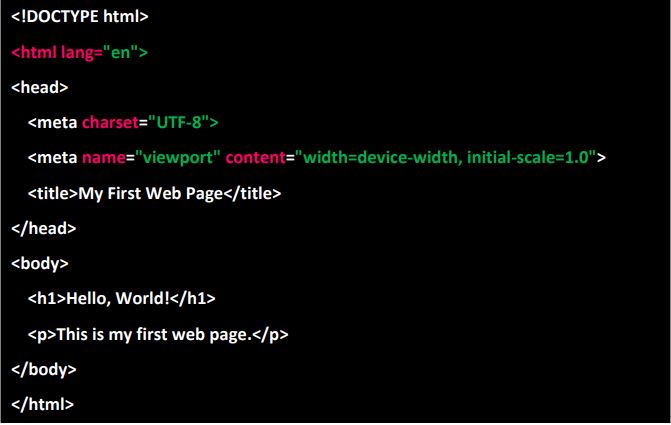 <!DOCTYPE html>
<html lang="en">
<head>
<meta charset="UTF-8">
<meta name="viewport" content="width=device-width, initial-scale=1.0">
<title>My First Web Page</title>
</head>
<body>
<h1>Hello, World!</h1>
<p>This is my first web page.</p>
</body>
</html>